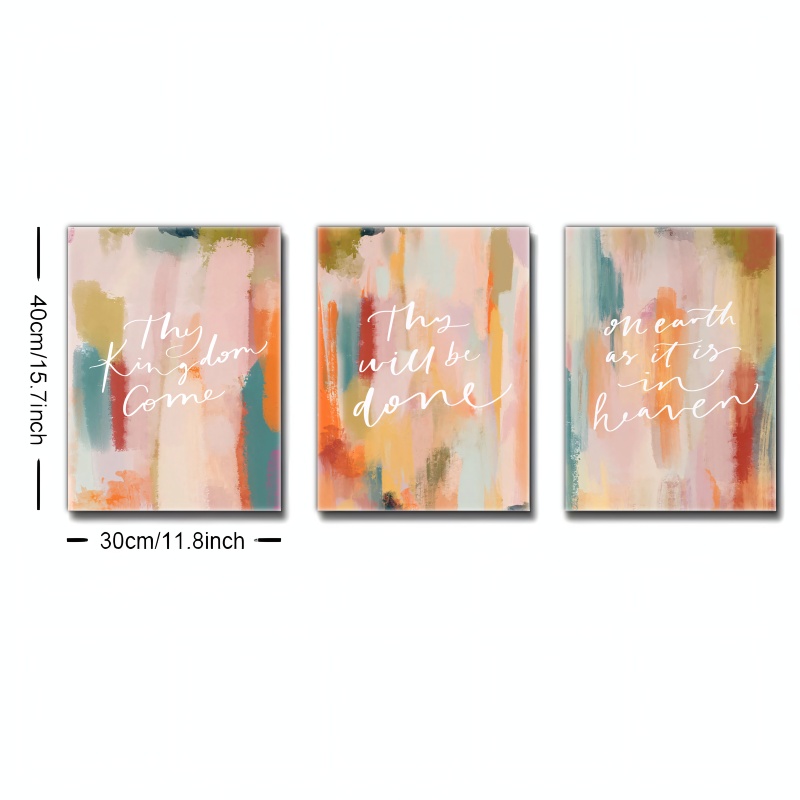 40cm/15.7inch
Thy
Kingdom
Come
Thy
will be
done
on earth
as it is
in
heaven
30cm/11.8inch